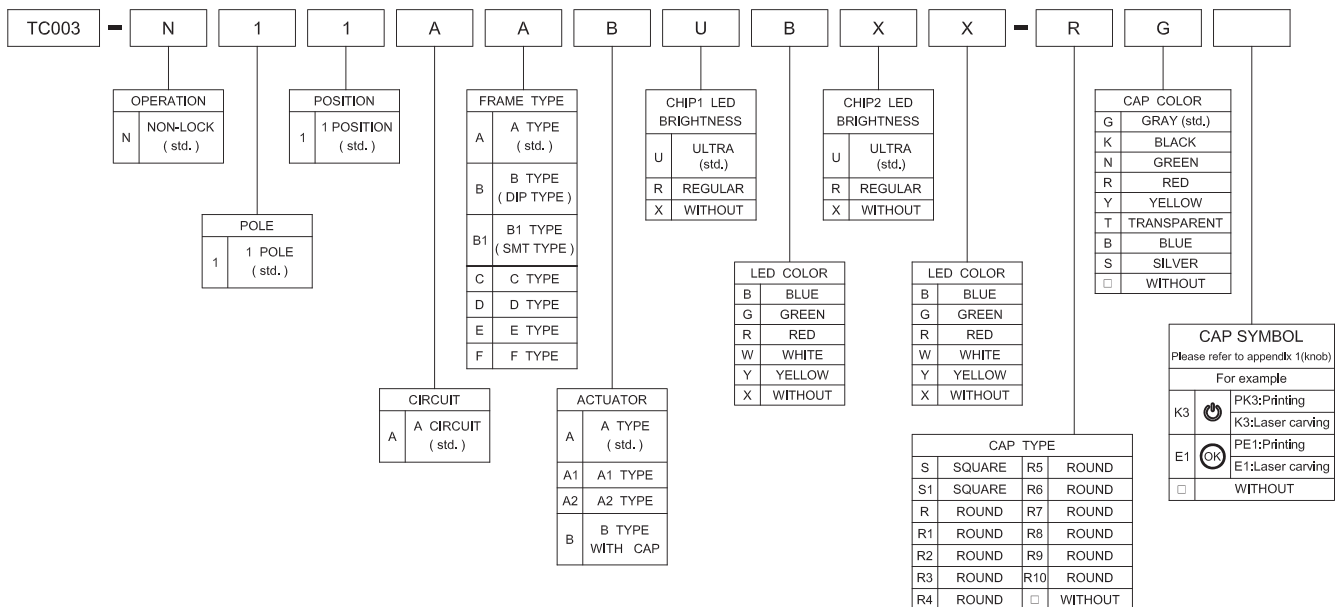 TC003 - N 1 1 A A B U B X X - R G
OPERATION
N NON-LOCK
( std. )
POLE
1 1 POLE
( std. )
POSITION
1 1 POSITION
( std. )
CIRCUIT
A A CIRCUIT
( std. )
FRAME TYPE
A A TYPE
( std. )
B B TYPE
( DIP TYPE )
B1 B1 TYPE
( SMT TYPE )
C C TYPE
D D TYPE
E E TYPE
F F TYPE
ACTUATOR
A A TYPE
( std. )
A1 A1 TYPE
A2 A2 TYPE
B B TYPE
WITH CAP
CHIP1 LED
BRIGHTNESS
U ULTRA
(std.)
R REGULAR
X WITHOUT
LED COLOR
B BLUE
G GREEN
R RED
W WHITE
Y YELLOW
X WITHOUT
CHIP2 LED
BRIGHTNESS
U ULTRA
(std.)
R REGULAR
X WITHOUT
LED COLOR
B BLUE
G GREEN
R RED
W WHITE
Y YELLOW
X WITHOUT
CAP TYPE
S SQUARE R5 ROUND
S1 SQUARE R6 ROUND
R ROUND R7 ROUND
R1 ROUND R8 ROUND
R2 ROUND R9 ROUND
R3 ROUND R10 ROUND
R4 ROUND □ WITHOUT
CAP COLOR
G GRAY (std.)
K BLACK
N GREEN
R RED
Y YELLOW
T TRANSPARENT
B BLUE
S SILVER
□ WITHOUT
CAP SYMBOL
Please refer to appendix 1(knob)
For example
K3 PK3:Printing
K3:Laser carving
E1 OK PE1:Printing
E1:Laser carving
□ WITHOUT